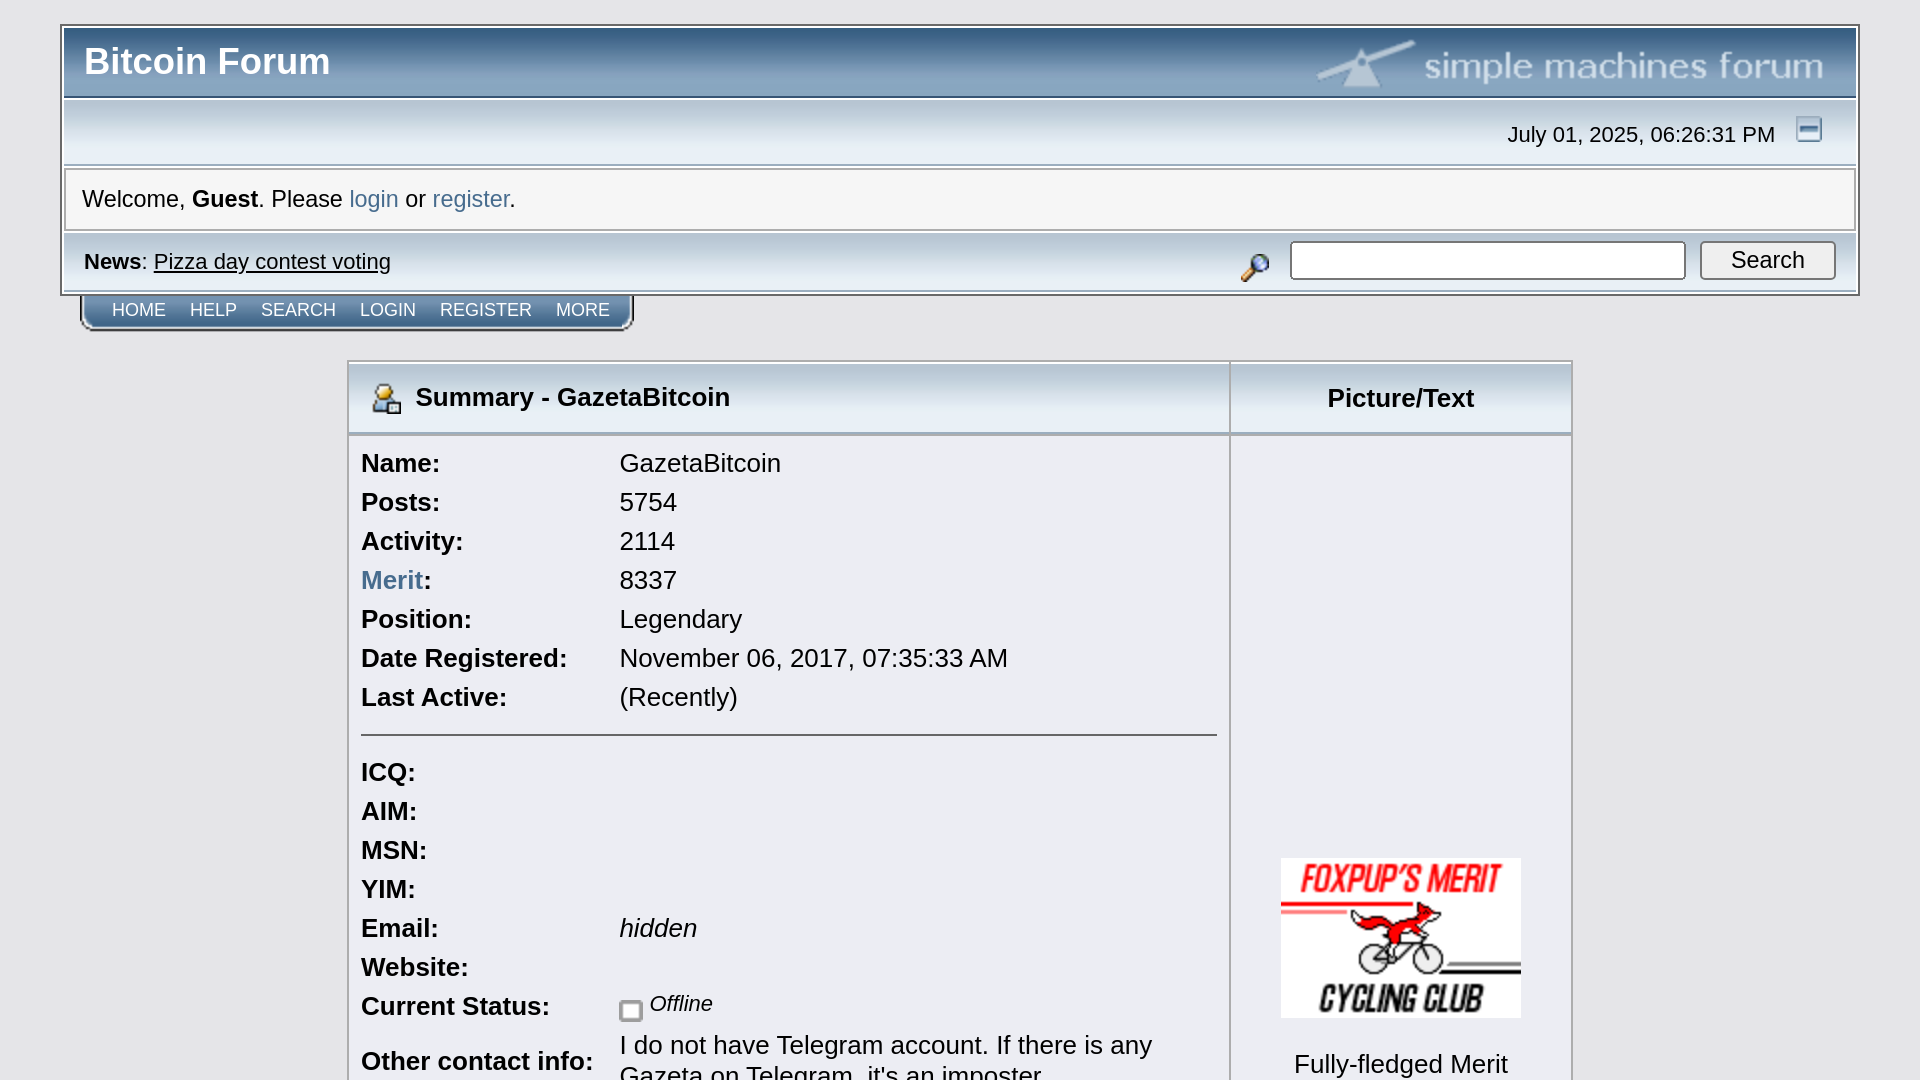 Bitcoin Forum
simple machines forum
July 01, 2025, 06:26:31 PM
Welcome, Guest. Please login or register.
News: Pizza day contest voting
Search
HOME HELP SEARCH LOGIN REGISTER MORE
Summary - GazetaBitcoin
Picture/Text
Name: GazetaBitcoin
Posts: 5754
Activity: 2114
Merit: 8337
Position: Legendary
Date Registered: November 06, 2017, 07:35:33 AM
Last Active: (Recently)
ICQ:
AIM:
MSN:
YIM:
Email: hidden
Website:
Current Status: Offline
Other contact info: I do not have Telegram account. If there is any
Gazeta on Telegram, it's an imposter.
FOXPUP'S MERIT
CYCLING CLUB
Fully-fledged Merit